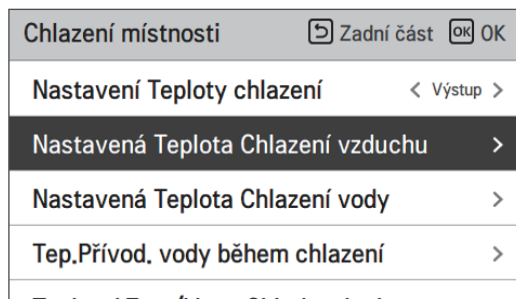 Chlazení místnosti Zadní část OK OK
Nastavení Teploty chlazení < Výstup >
Nastavená Teplota Chlazení vzduchu >
Nastavená Teplota Chlazení vody >
Tep.Přívod. vody během chlazení >